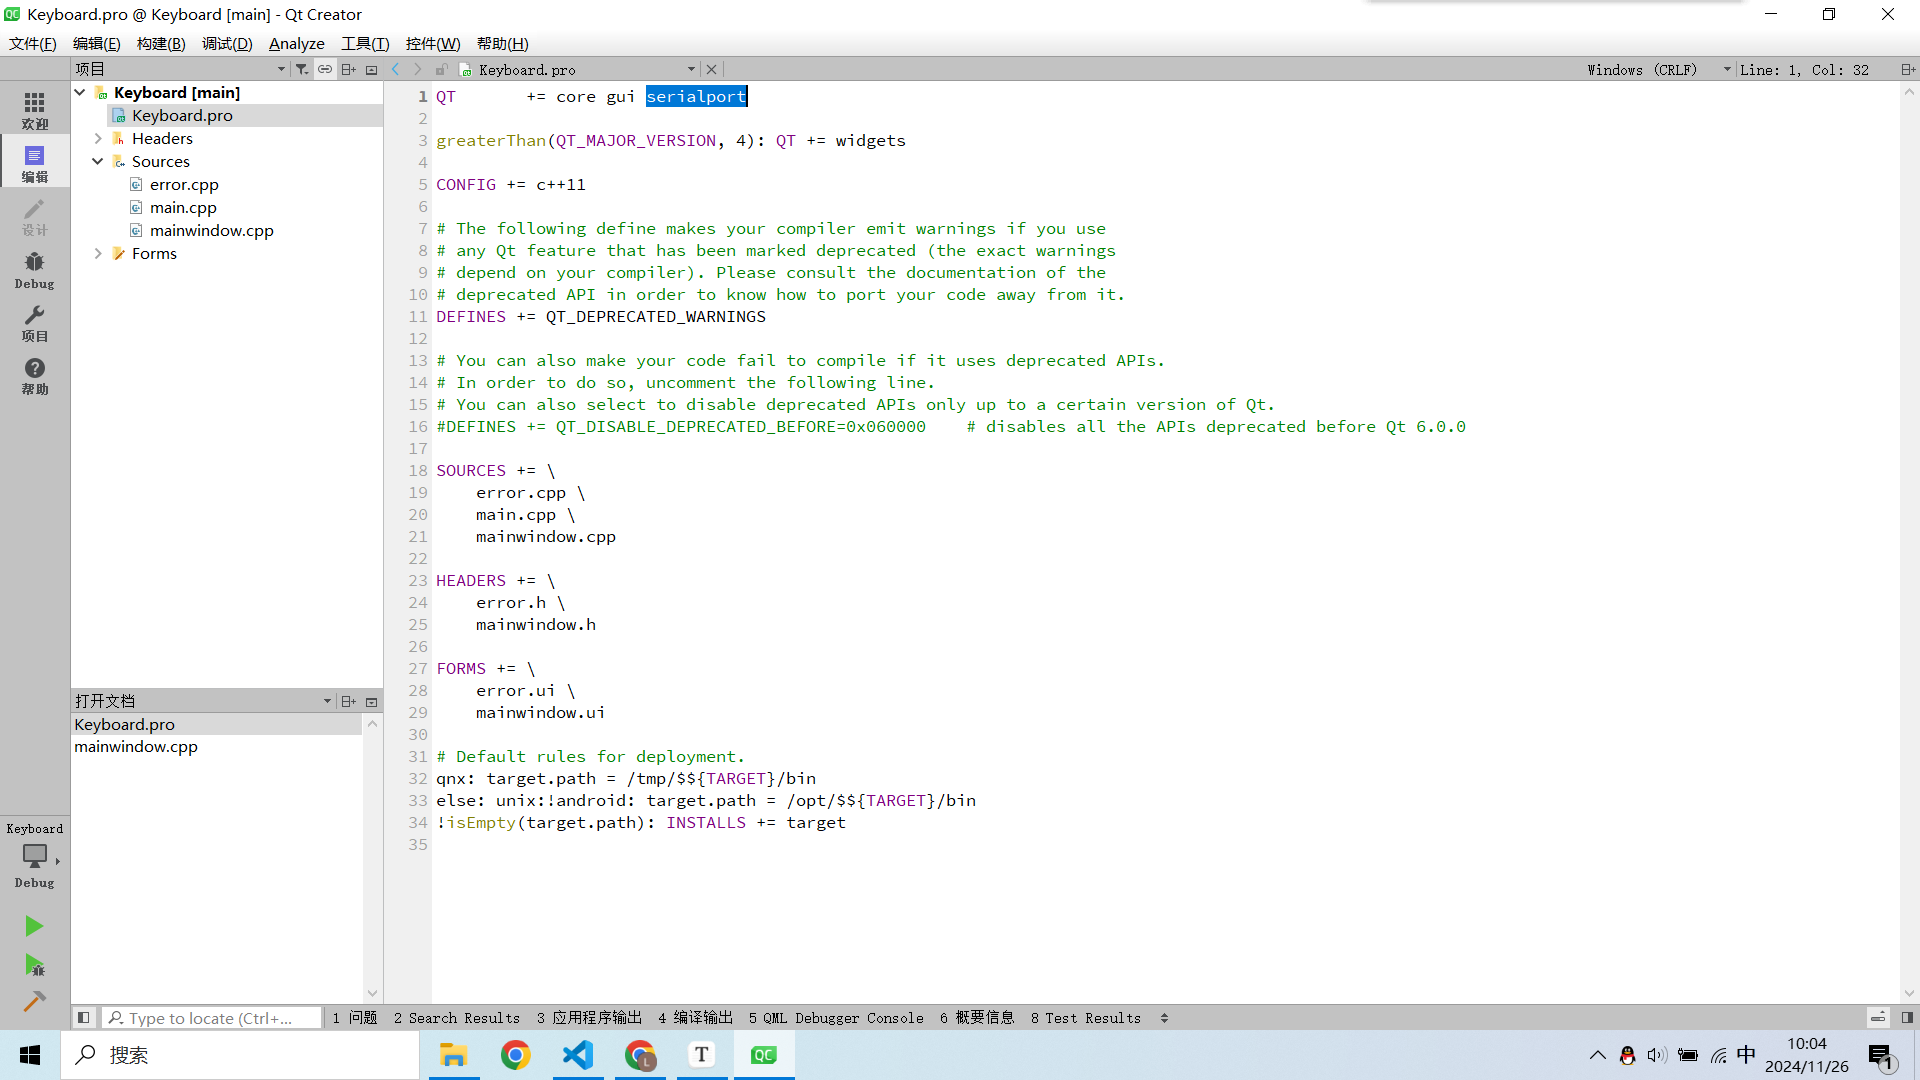 Keyboard.pro @ Keyboard [main] - Qt Creator
文件(F) 编辑(E) 构建(B) 调试(D) Analyze 工具(T) 控件(W) 帮助(H)
项目
Keyboard.pro
Windows (CRLF)
Line: 1, Col: 32
欢迎
编辑
设计
Debug
项目
帮助
Keyboard [main]
Keyboard.pro
Headers
Sources
error.cpp
main.cpp
mainwindow.cpp
Forms
打开文档
Keyboard.pro
mainwindow.cpp
1 QT       += core gui serialport
2
3 greaterThan(QT_MAJOR_VERSION, 4): QT += widgets
4
5 CONFIG += c++11
6
7 # The following define makes your compiler emit warnings if you use
8 # any Qt feature that has been marked deprecated (the exact warnings
9 # depend on your compiler). Please consult the documentation of the
10 # deprecated API in order to know how to port your code away from it.
11 DEFINES += QT_DEPRECATED_WARNINGS
12
13 # You can also make your code fail to compile if it uses deprecated APIs.
14 # In order to do so, uncomment the following line.
15 # You can also select to disable deprecated APIs only up to a certain version of Qt.
16 #DEFINES += QT_DISABLE_DEPRECATED_BEFORE=0x060000    # disables all the APIs deprecated before Qt 6.0.0
17
18 SOURCES += \
19     error.cpp \
20     main.cpp \
21     mainwindow.cpp
22
23 HEADERS += \
24     error.h \
25     mainwindow.h
26
27 FORMS += \
28     error.ui \
29     mainwindow.ui
30
31 # Default rules for deployment.
32 qnx: target.path = /tmp/$${TARGET}/bin
33 else: unix:!android: target.path = /opt/$${TARGET}/bin
34 !isEmpty(target.path): INSTALLS += target
35
Keyboard
Debug
Type to locate (Ctrl+...
1 问题 2 Search Results 3 应用程序输出 4 编译输出 5 QML Debugger Console 6 概要信息 8 Test Results
搜索
L
T
QC
中
10:04
2024/11/26
1